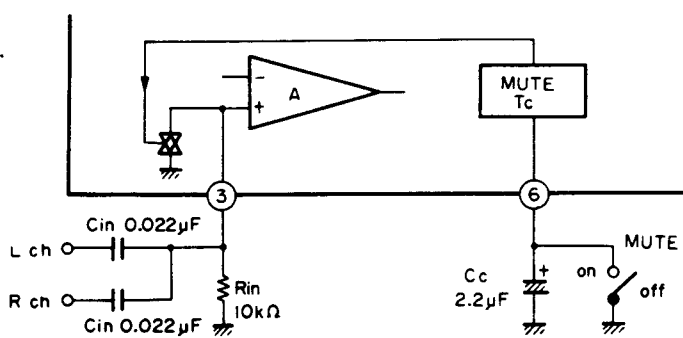 MUTE
Tc
−
A
+
3
6
Cin 0.022µF
L ch
R ch
Cin 0.022µF
Rin
10kΩ
Cc
2.2µF
+
MUTE
on
off